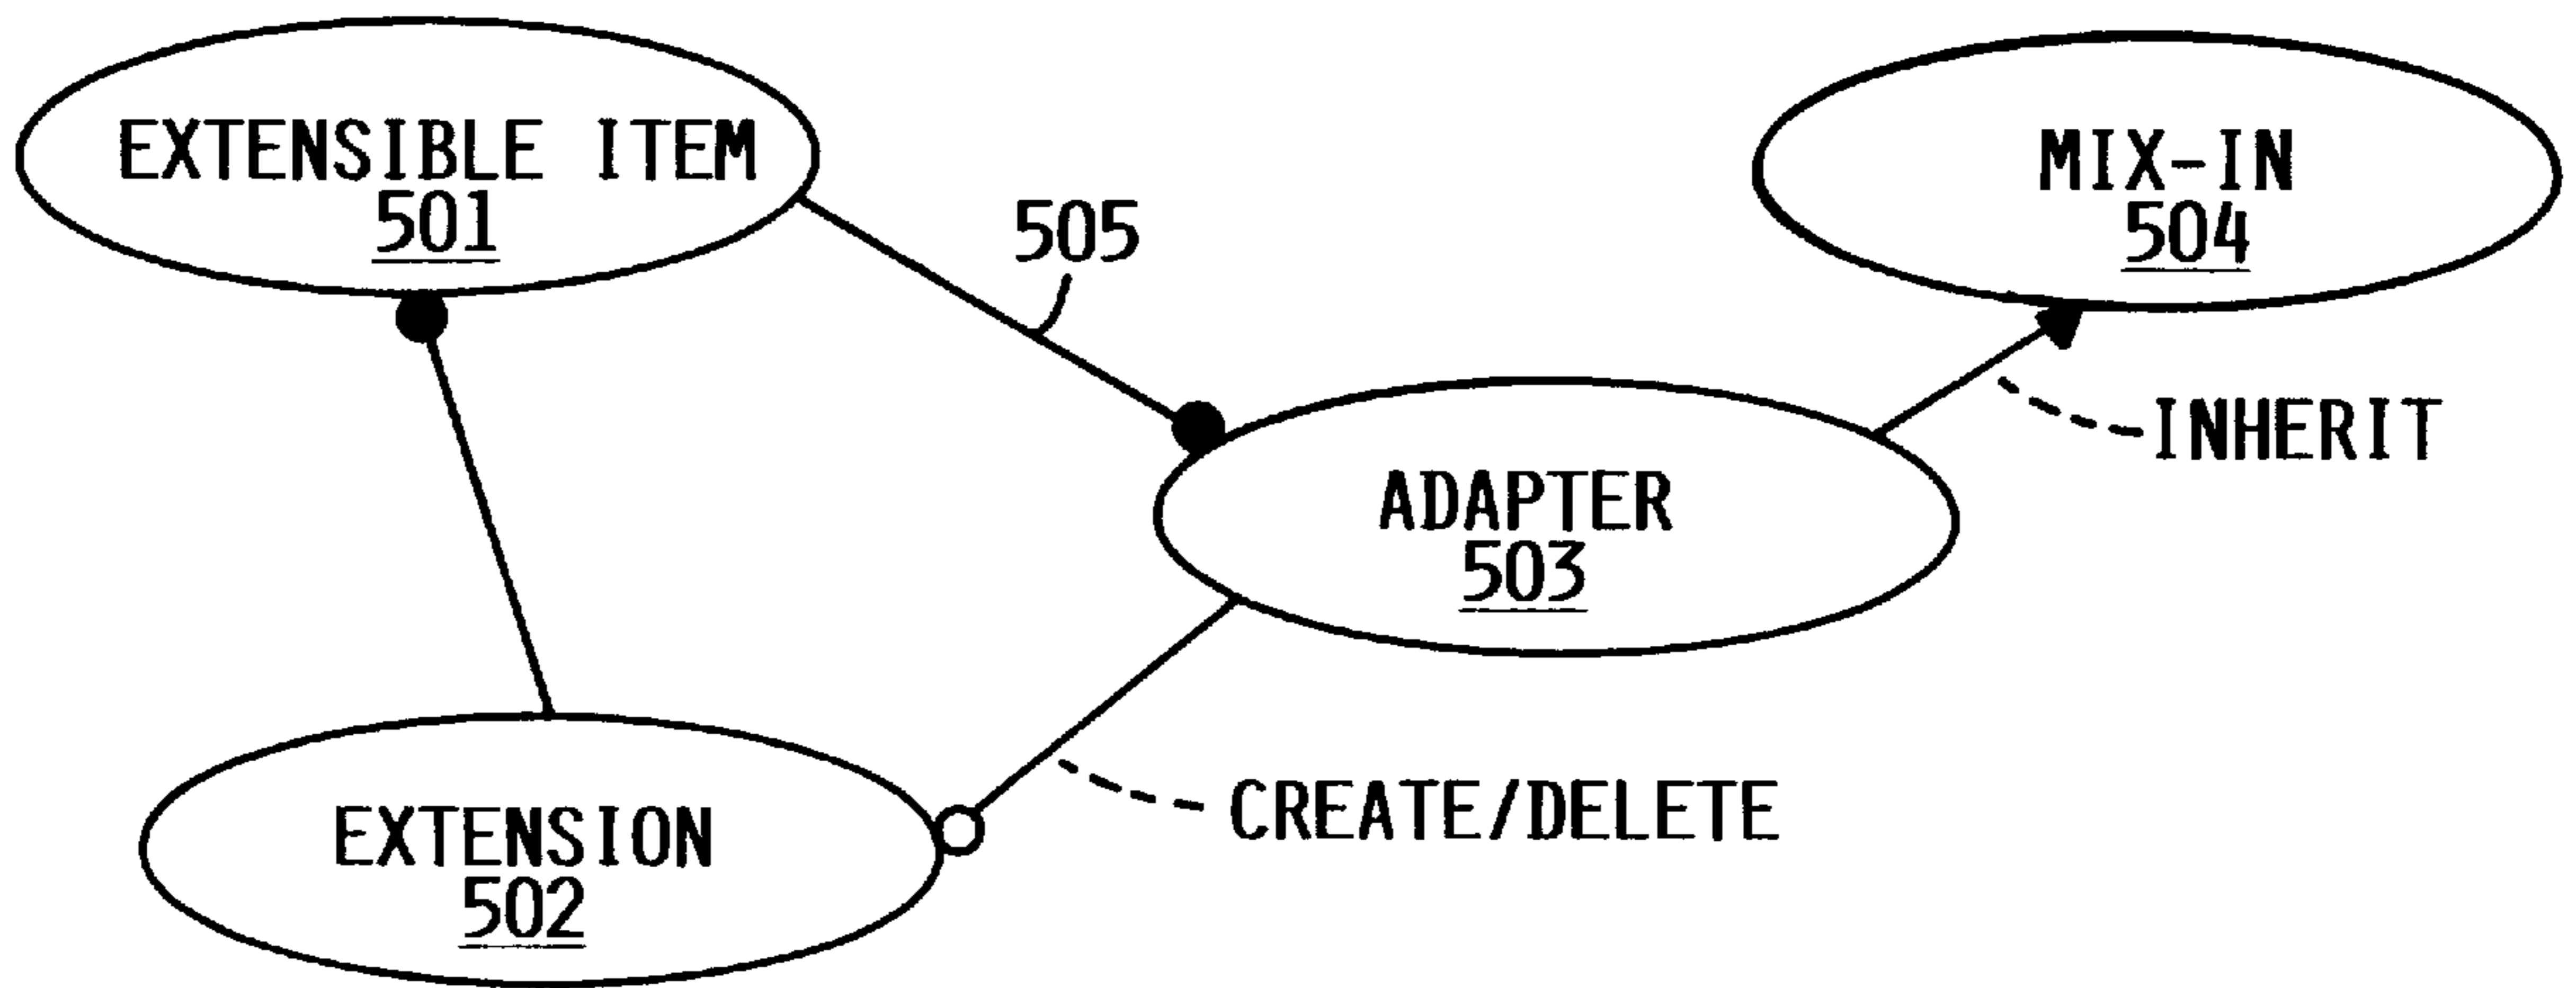 EXTENSIBLE ITEM
501
505
MIX-IN
504
INHERIT
ADAPTER
503
CREATE/DELETE
EXTENSION
502